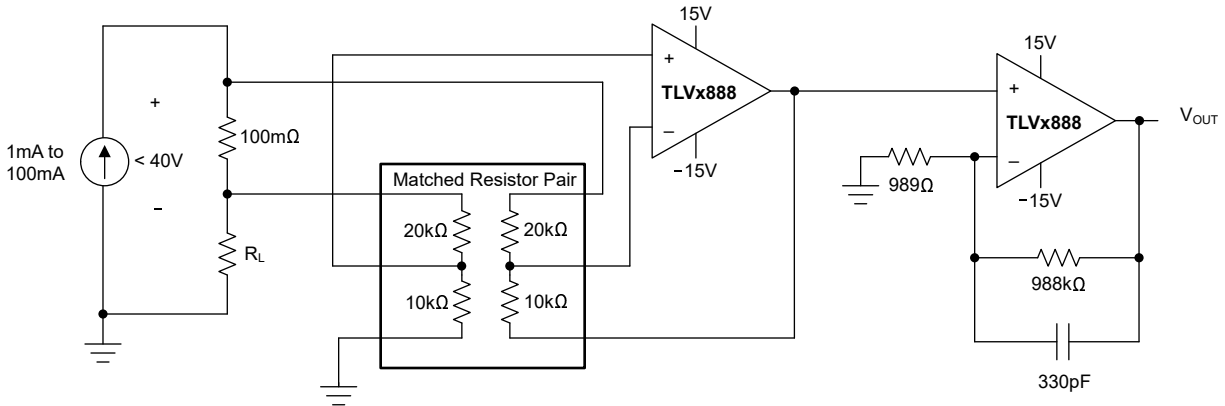 1mA to
100mA
+
< 40V
−
100mΩ
R_L
Matched Resistor Pair
20kΩ
20kΩ
10kΩ
10kΩ
15V
+
TLVx888
−
−15V
15V
+
TLVx888
−
−15V
989Ω
V_OUT
988kΩ
330pF